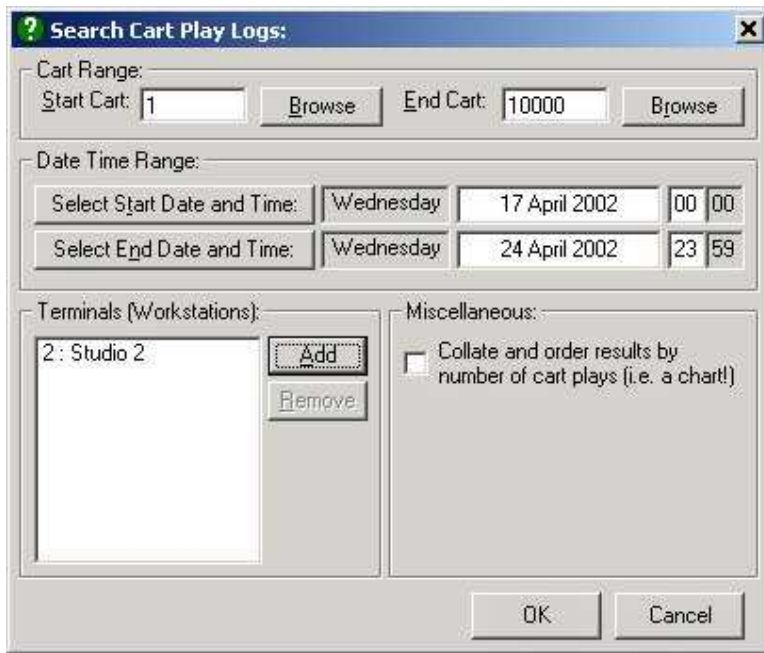 ? Search Cart Play Logs:
Cart Range:
Start Cart: 1 Browse End Cart: 10000 Browse
Date Time Range:
Select Start Date and Time: Wednesday 17 April 2002 00 00
Select End Date and Time: Wednesday 24 April 2002 23 59
Terminals (Workstations):
2 : Studio 2
Add
Remove
Miscellaneous:
Collate and order results by
number of cart plays (i.e. a chart!)
OK Cancel